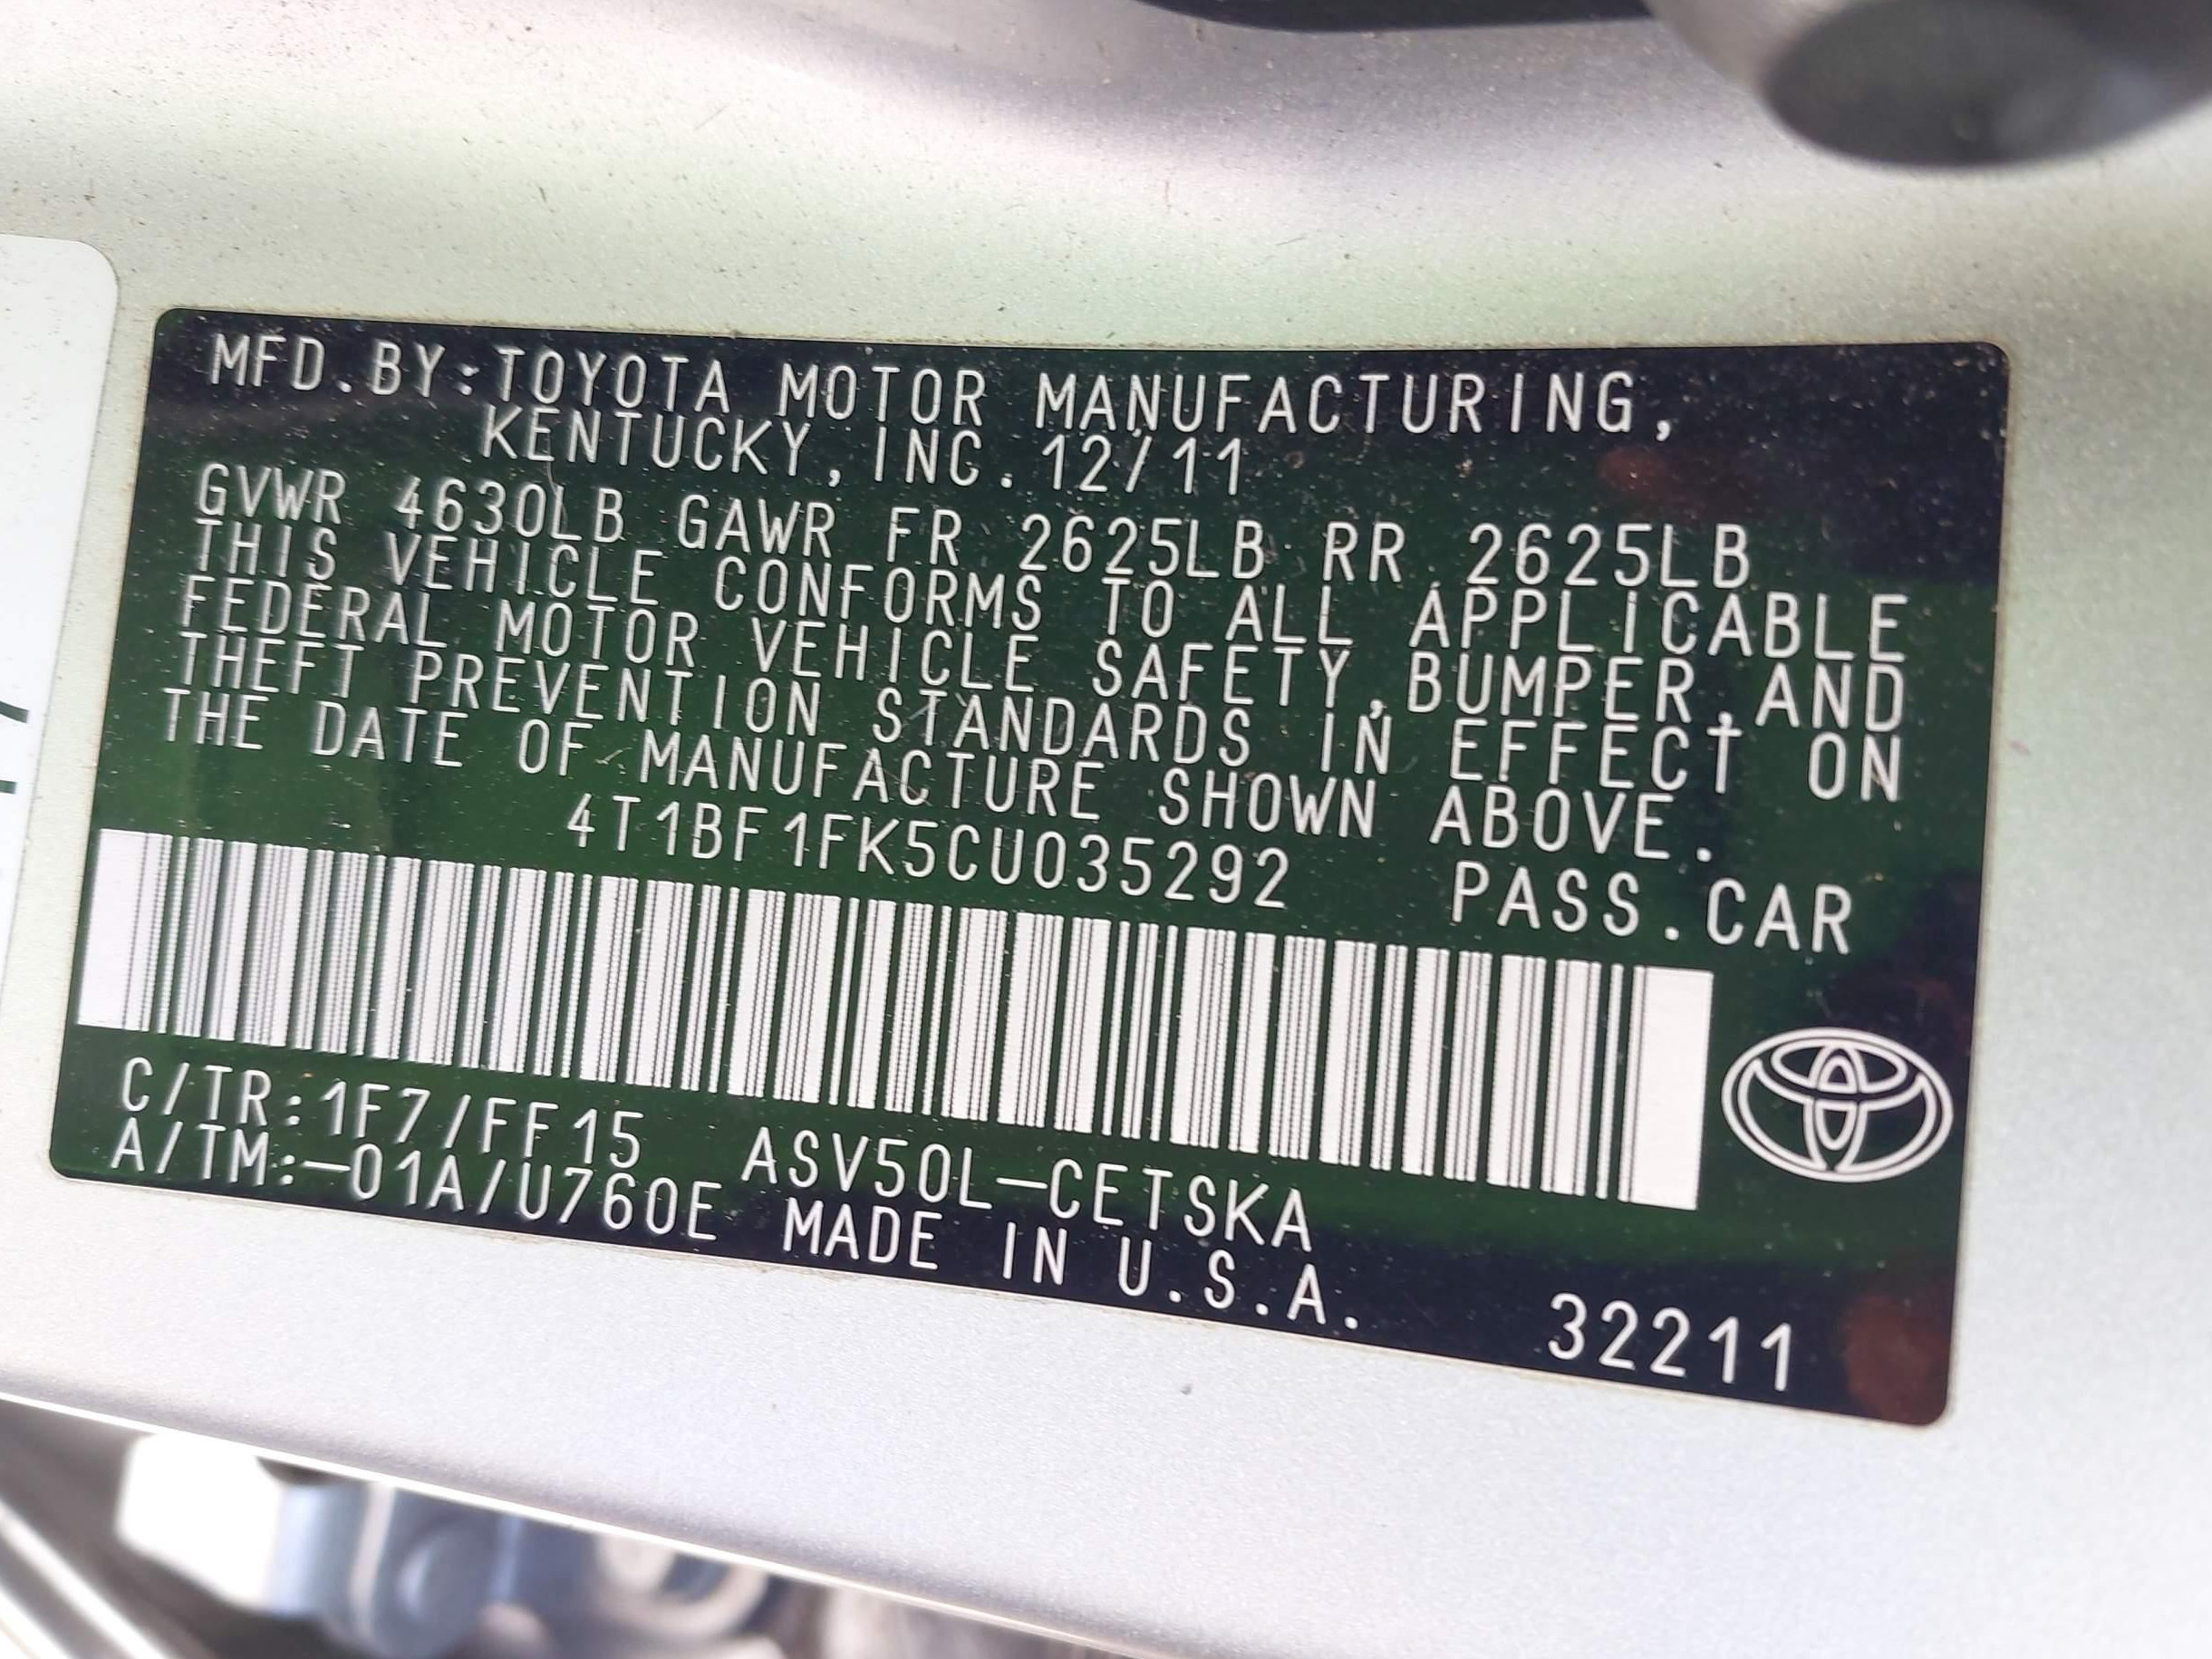 MFD.BY:TOYOTA MOTOR MANUFACTURING,
KENTUCKY, INC. 12/11
GVWR 4630LB GAWR FR 2625LB RR 2625LB
THIS VEHICLE CONFORMS TO ALL APPLICABLE
FEDERAL MOTOR VEHICLE SAFETY,BUMPER,AND
THEFT PREVENTION STANDARDS IN EFFECT ON
THE DATE OF MANUFACTURE SHOWN ABOVE.
4T1BF1FK5CU035292 PASS.CAR
C/TR:1F7/FF15 ASV50L-CETSKA
A/TM:-01A/U760E MADE IN U.S.A. 32211